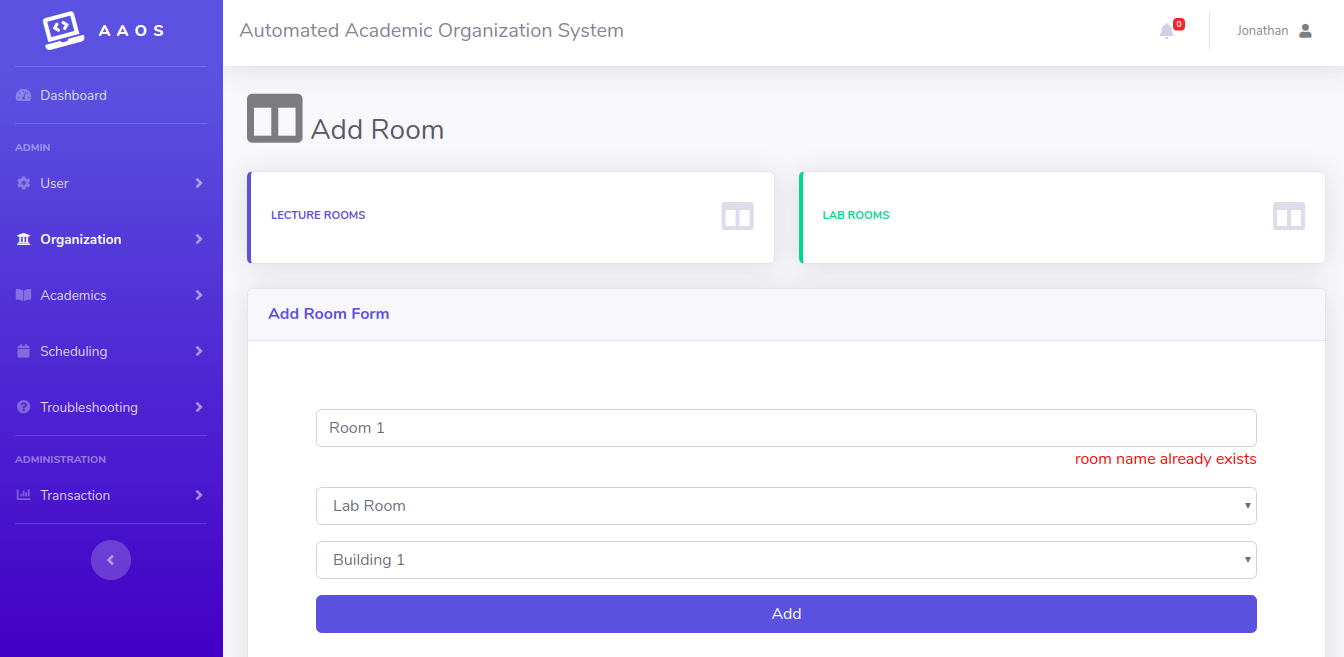 AAOS
Automated Academic Organization System
0
Jonathan
Dashboard
ADMIN
User
Organization
Academics
Scheduling
Troubleshooting
ADMINISTRATION
Transaction
Add Room
LECTURE ROOMS
LAB ROOMS
Add Room Form
Room 1
room name already exists
Lab Room
Building 1
Add